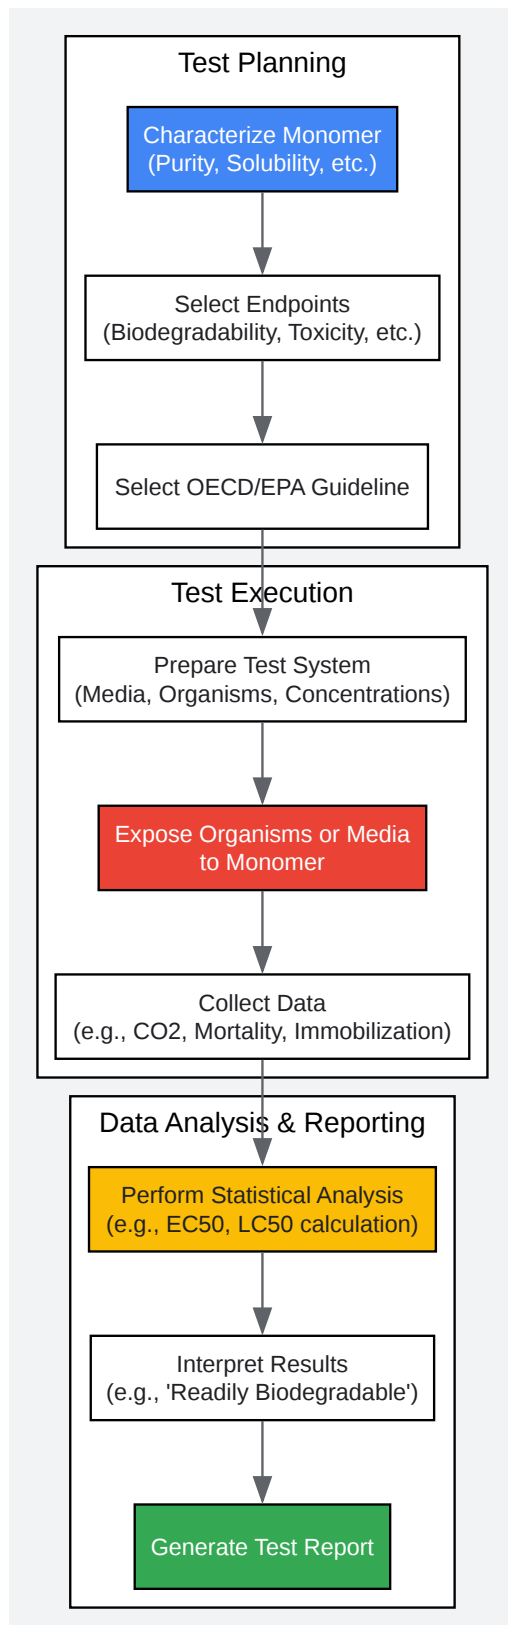 Test Planning
Characterize Monomer
(Purity, Solubility, etc.)
Select Endpoints
(Biodegradability, Toxicity, etc.)
Select OECD/EPA Guideline
Test Execution
Prepare Test System
(Media, Organisms, Concentrations)
Expose Organisms or Media
to Monomer
Collect Data
(e.g., CO2, Mortality, Immobilization)
Data Analysis & Reporting
Perform Statistical Analysis
(e.g., EC50, LC50 calculation)
Interpret Results
(e.g., 'Readily Biodegradable')
Generate Test Report